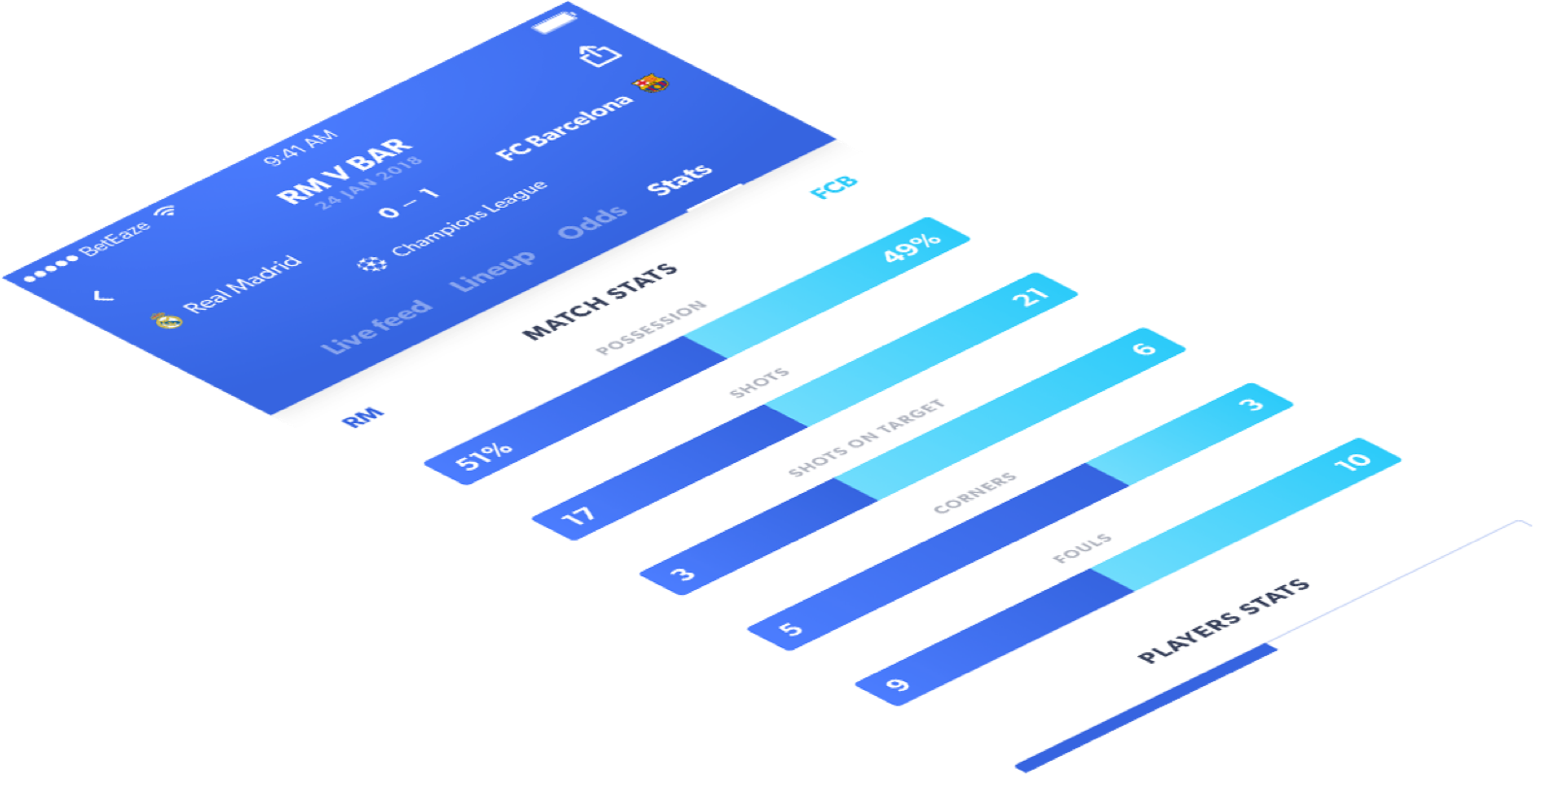 BetEaze 9:41 AM
RM V BAR
24 JAN 2018
Real Madrid 0 – 1 FC Barcelona
Champions League
Live feed Lineup Odds Stats
RM MATCH STATS FCB
POSSESSION
51% 49%
SHOTS
17 21
SHOTS ON TARGET
3 6
CORNERS
5 3
FOULS
9 10
PLAYERS STATS